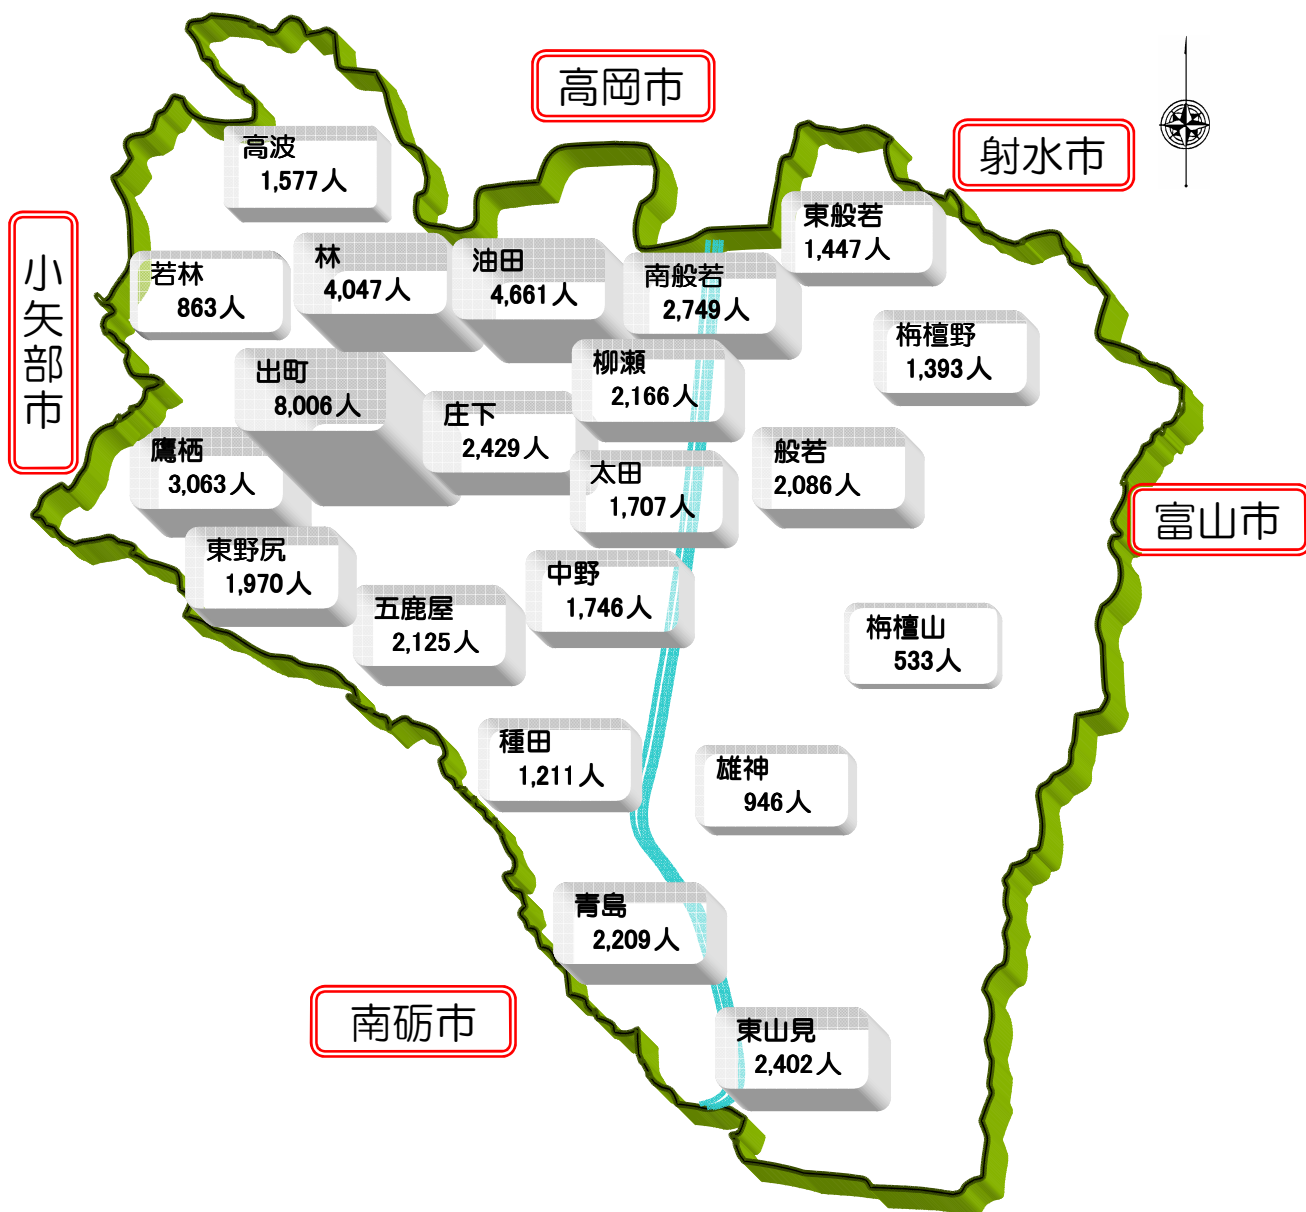 高岡市
射水市
高波
1,577人
東般若
1,447人
小矢部市
若林
863人
林
4,047人
油田
4,661人
南般若
2,749人
栴檀野
1,393人
出町
8,006人
庄下
2,429人
柳瀬
2,166人
鷹栖
3,063人
太田
1,707人
般若
2,086人
富山市
東野尻
1,970人
五鹿屋
2,125人
中野
1,746人
栴檀山
533人
種田
1,211人
雄神
946人
青島
2,209人
南砺市
東山見
2,402人